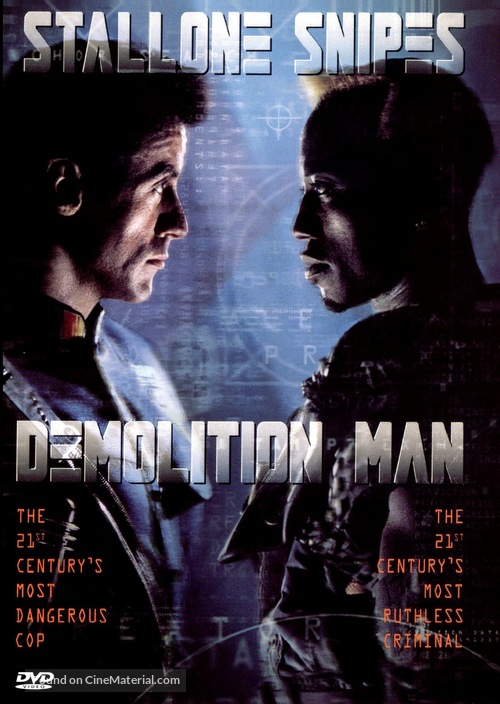 STALLONE SNIPES
DEMOLITION MAN
THE
21ST
CENTURY'S
MOST
DANGEROUS
COP
THE
21ST
CENTURY'S
MOST
RUTHLESS
CRIMINAL
DVD
VIDEO
on CineMaterial.com